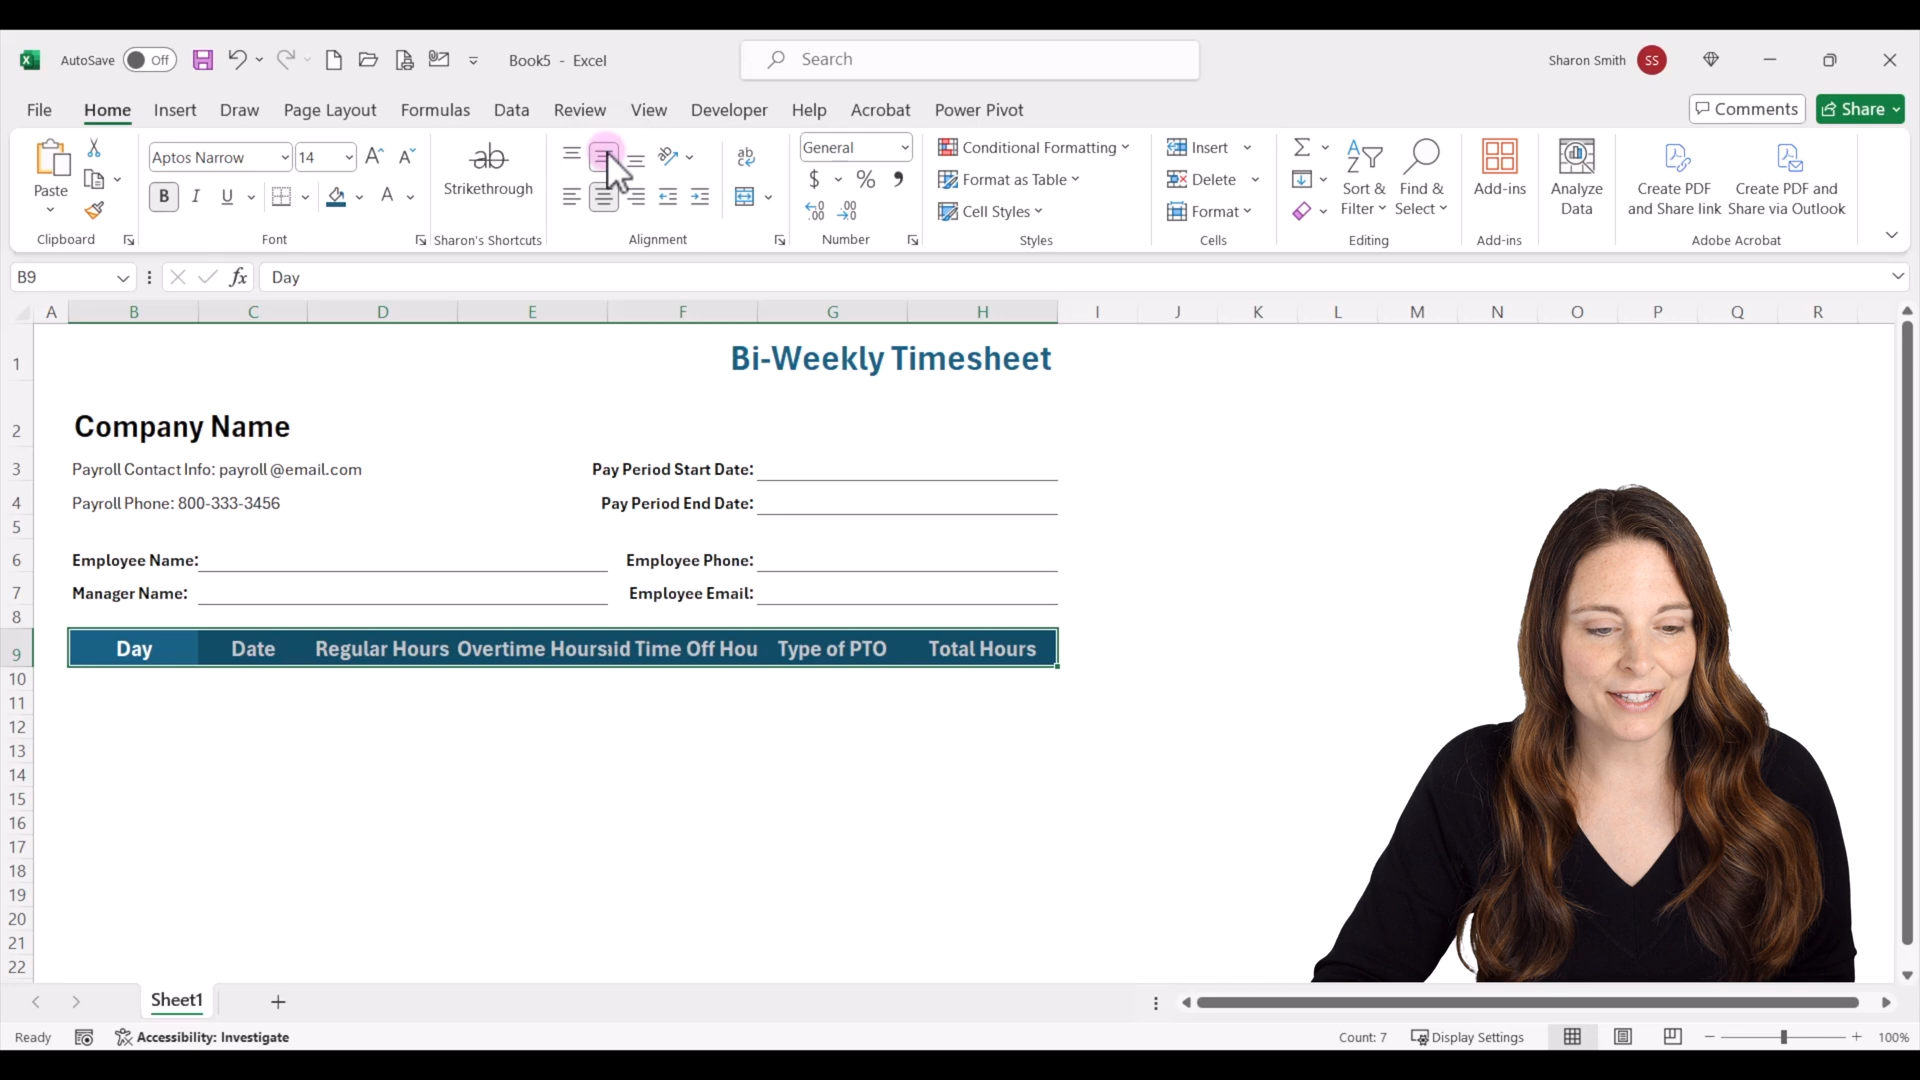 AutoSave Off Book5 - Excel Search Sharon Smith SS
File Home Insert Draw Page Layout Formulas Data Review View Developer Help Acrobat Power Pivot Comments Share
Paste
Clipboard
Aptos Narrow 14
B I U A
Font
ab
Strikethrough
Sharon's Shortcuts
Alignment
General
$ % 9
Number
Conditional Formatting
Format as Table
Cell Styles
Styles
Insert
Delete
Format
Cells
Sort & Filter
Find & Select
Editing
Add-ins
Add-ins
Analyze Data
Create PDF and Share link
Create PDF and Share via Outlook
Adobe Acrobat
B9 fx Day
A B C D E F G H I J K L M N O P Q R
1 Bi-Weekly Timesheet
2 Company Name
3 Payroll Contact Info: payroll@email.com Pay Period Start Date:
4 Payroll Phone: 800-333-3456 Pay Period End Date:
5
6 Employee Name: Employee Phone:
7 Manager Name: Employee Email:
8
9 Day Date Regular Hours Overtime Hours id Time Off Hou Type of PTO Total Hours
10
11
12
13
14
15
16
17
18
19
20
21
22
Sheet1
Ready Accessibility: Investigate Count: 7 Display Settings 100%